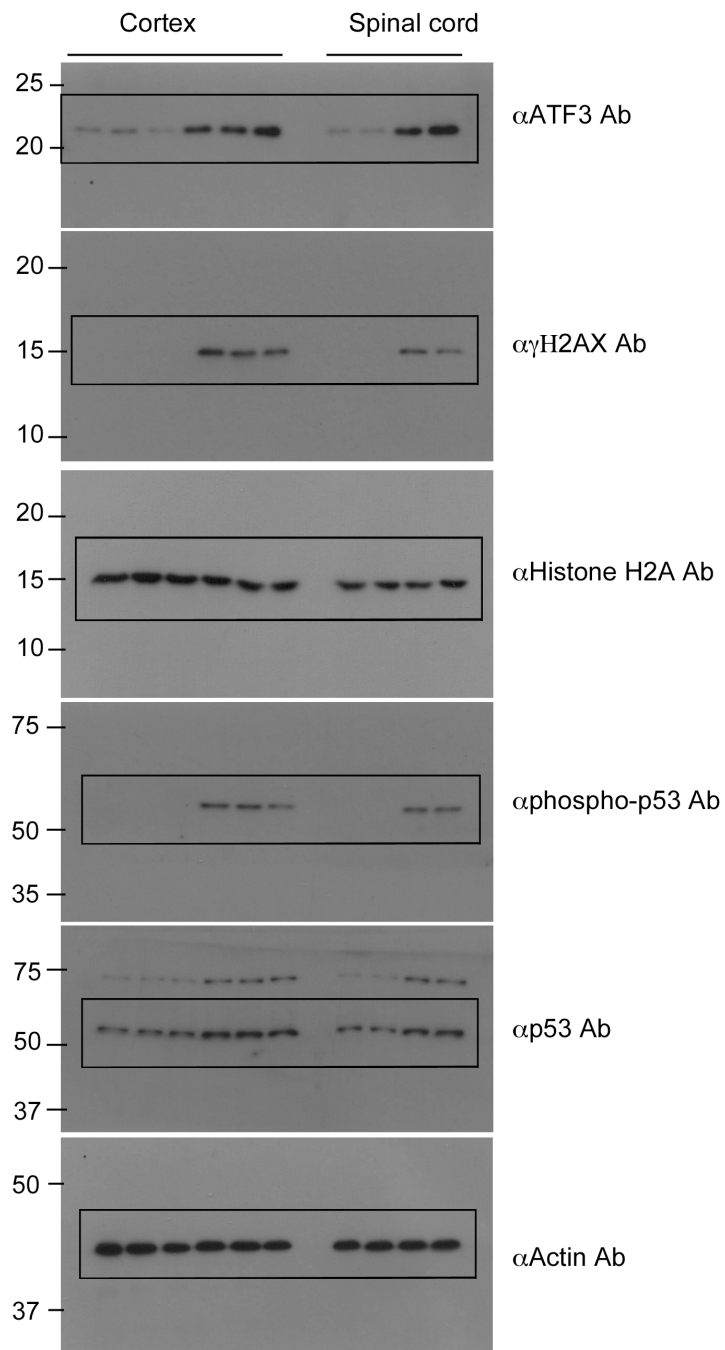 Cortex Spinal cord
25
αATF3 Ab
20
20
αγH2AX Ab
15
10
20
αHistone H2A Ab
15
10
75
αphospho-p53 Ab
50
35
75
αp53 Ab
50
37
50
αActin Ab
37